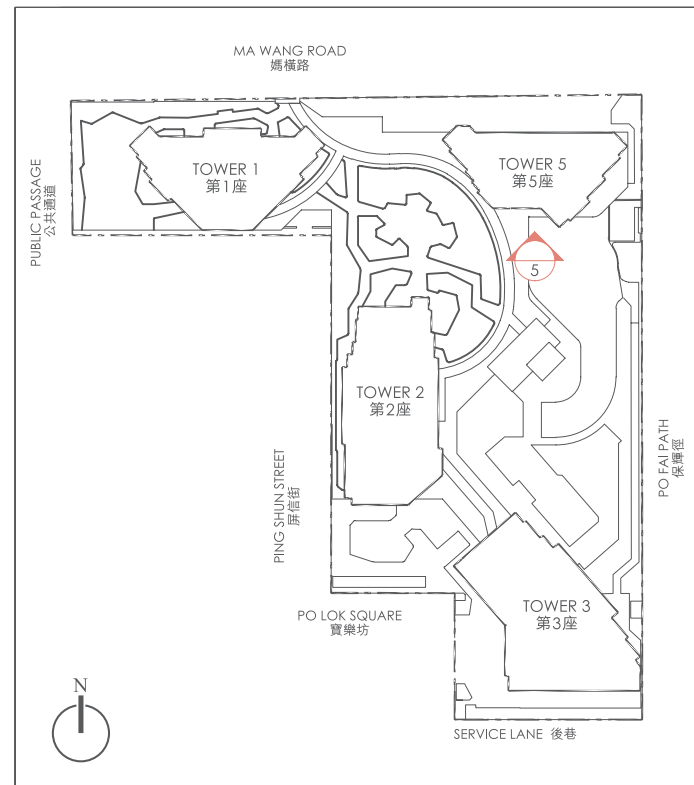 MA WANG ROAD
媽橫路
TOWER 1
第1座
TOWER 5
第5座
PUBLIC PASSAGE
公共通道
5
TOWER 2
第2座
PING SHUN STREET
屏信街
PO FAI PATH
保輝徑
PO LOK SQUARE
寶樂坊
TOWER 3
第3座
N
SERVICE LANE 後巷